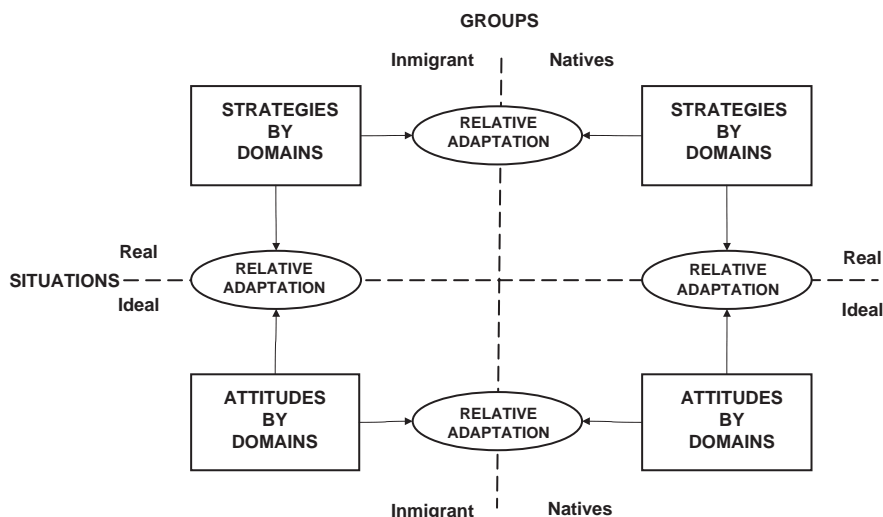 GROUPS
Inmigrant Natives
STRATEGIES
BY
DOMAINS
RELATIVE
ADAPTATION
STRATEGIES
BY
DOMAINS
Real
SITUATIONS
Ideal
RELATIVE
ADAPTATION
RELATIVE
ADAPTATION
Real
Ideal
ATTITUDES
BY
DOMAINS
RELATIVE
ADAPTATION
ATTITUDES
BY
DOMAINS
Inmigrant Natives